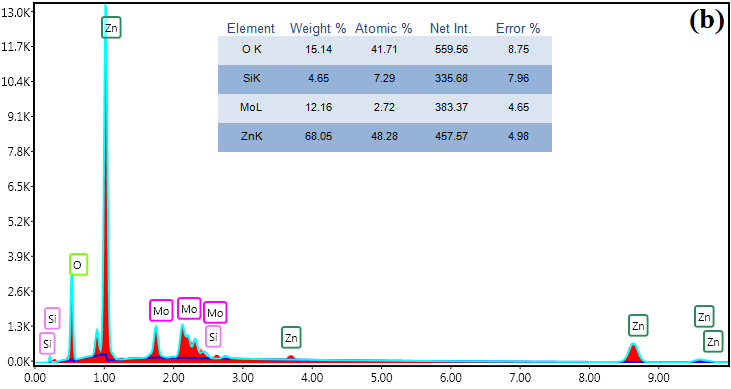 (b)
Element Weight % Atomic % Net Int. Error %
O K 15.14 41.71 559.56 8.75
SiK 4.65 7.29 335.68 7.96
MoL 12.16 2.72 383.37 4.65
ZnK 68.05 48.28 457.57 4.98
13.0K
11.7K
10.4K
9.1K
7.8K
6.5K
5.2K
3.9K
2.6K
1.3K
0.0K
Zn
O
Si
Si
Mo
Mo
Mo
Si
Zn
Zn
Zn
Zn
0.00 1.00 2.00 3.00 4.00 5.00 6.00 7.00 8.00 9.00